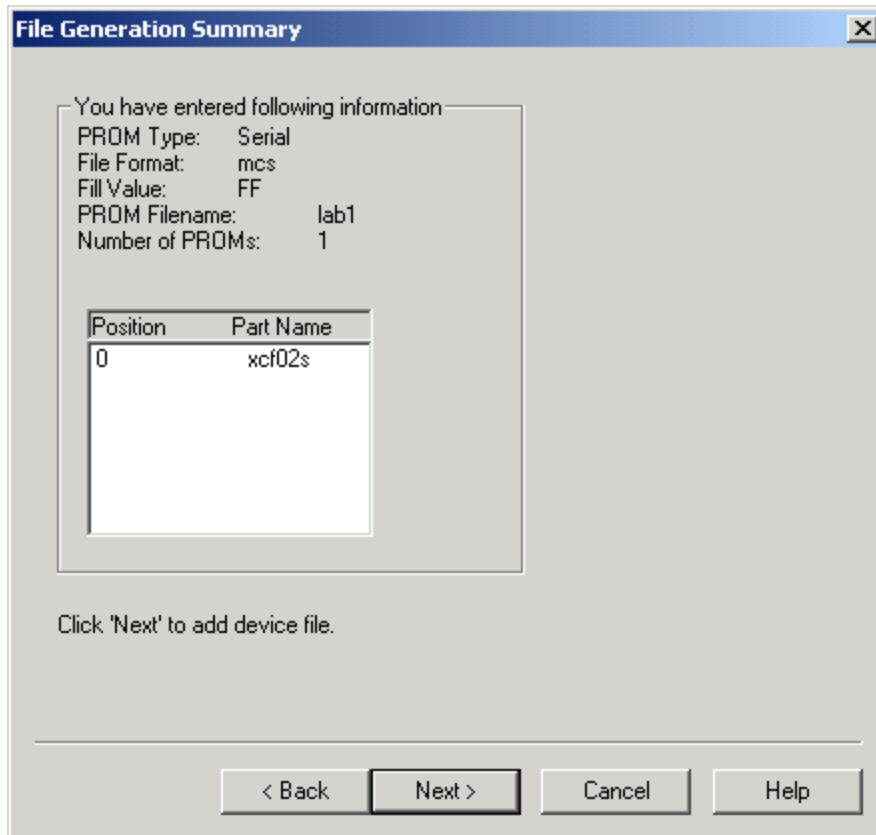 File Generation Summary
You have entered following information
PROM Type: Serial
File Format: mcs
Fill Value: FF
PROM Filename: lab1
Number of PROMs: 1
Position Part Name
0 xcf02s
Click 'Next' to add device file.
< Back Next > Cancel Help